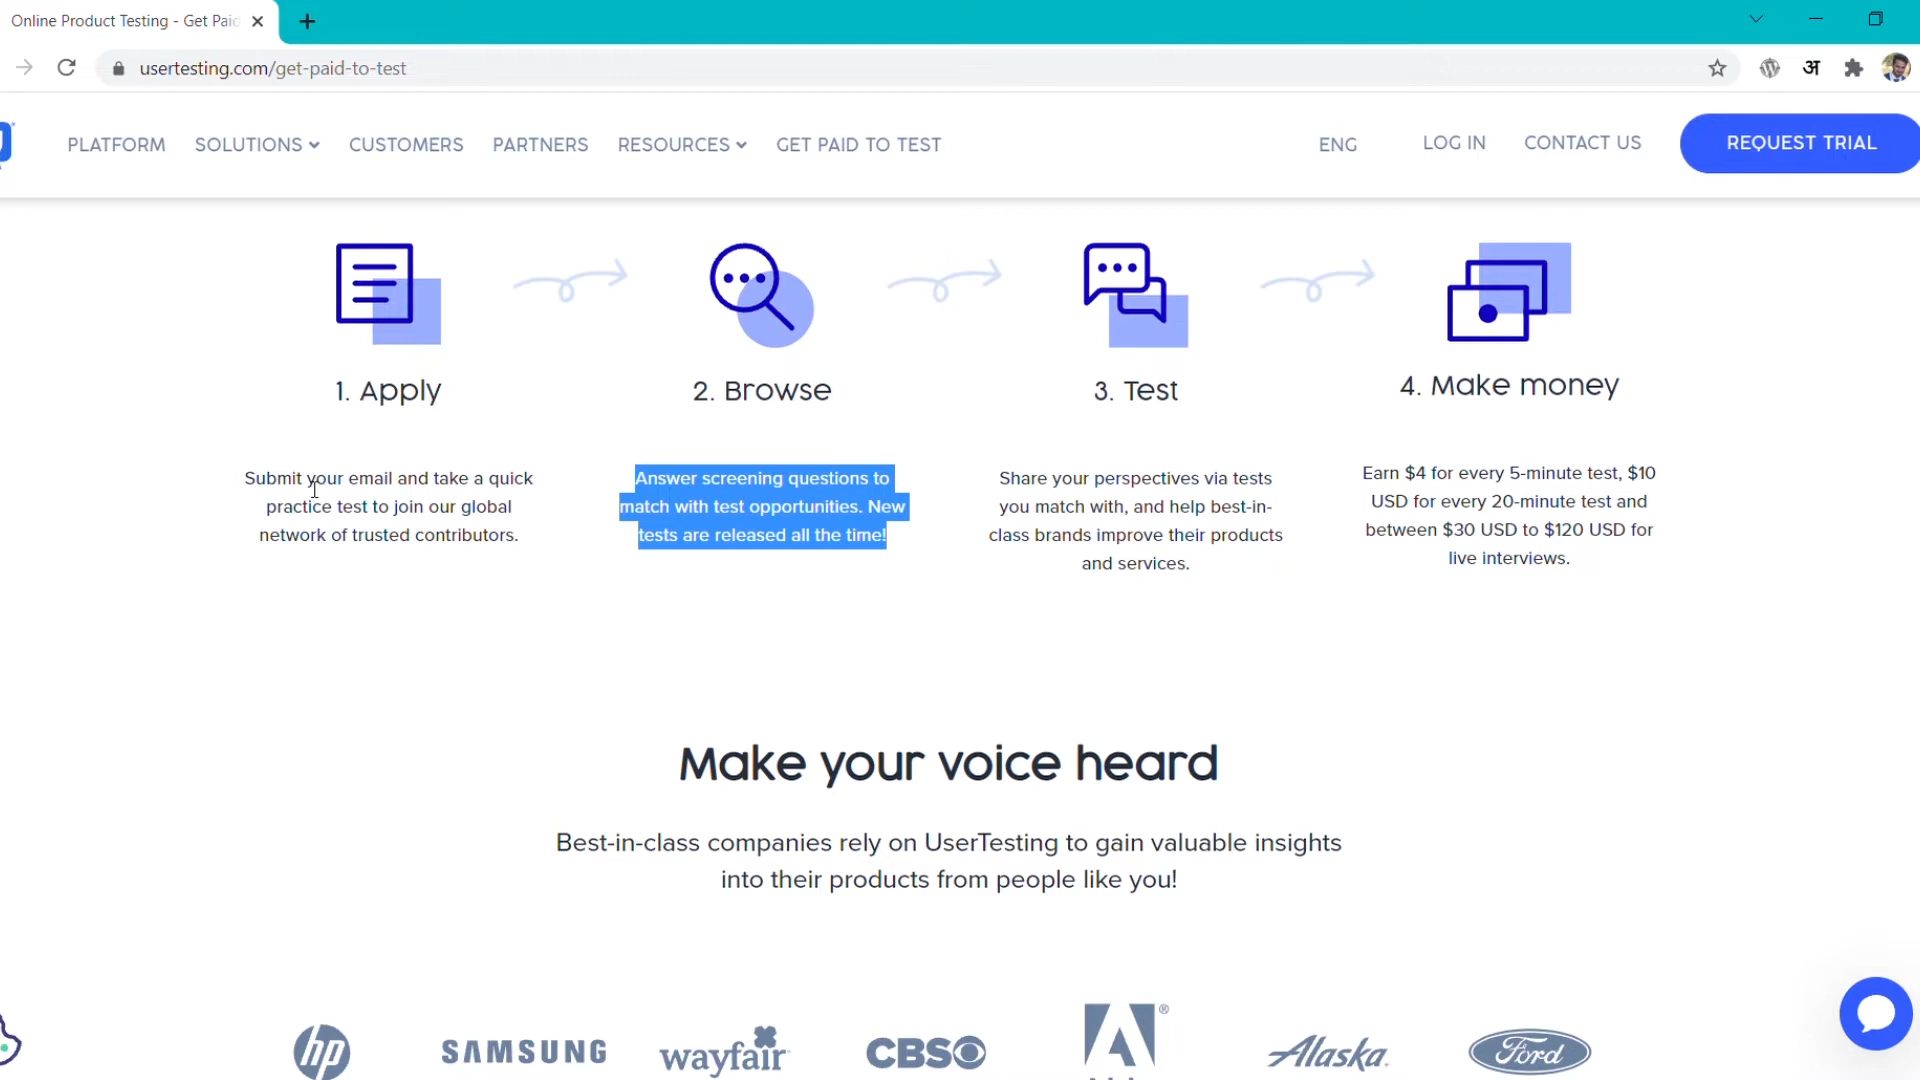 Online Product Testing - Get Paid
usertesting.com/get-paid-to-test
अ
PLATFORM SOLUTIONS CUSTOMERS PARTNERS RESOURCES GET PAID TO TEST ENG LOG IN CONTACT US REQUEST TRIAL
1. Apply
Submit your email and take a quick
practice test to join our global
network of trusted contributors.
2. Browse
Answer screening questions to
match with test opportunities. New
tests are released all the time!
3. Test
Share your perspectives via tests
you match with, and help best-in-
class brands improve their products
and services.
4. Make money
Earn $4 for every 5-minute test, $10
USD for every 20-minute test and
between $30 USD to $120 USD for
live interviews.
Make your voice heard
Best-in-class companies rely on UserTesting to gain valuable insights
into their products from people like you!
hp SAMSUNG wayfair CBS Alaska Ford